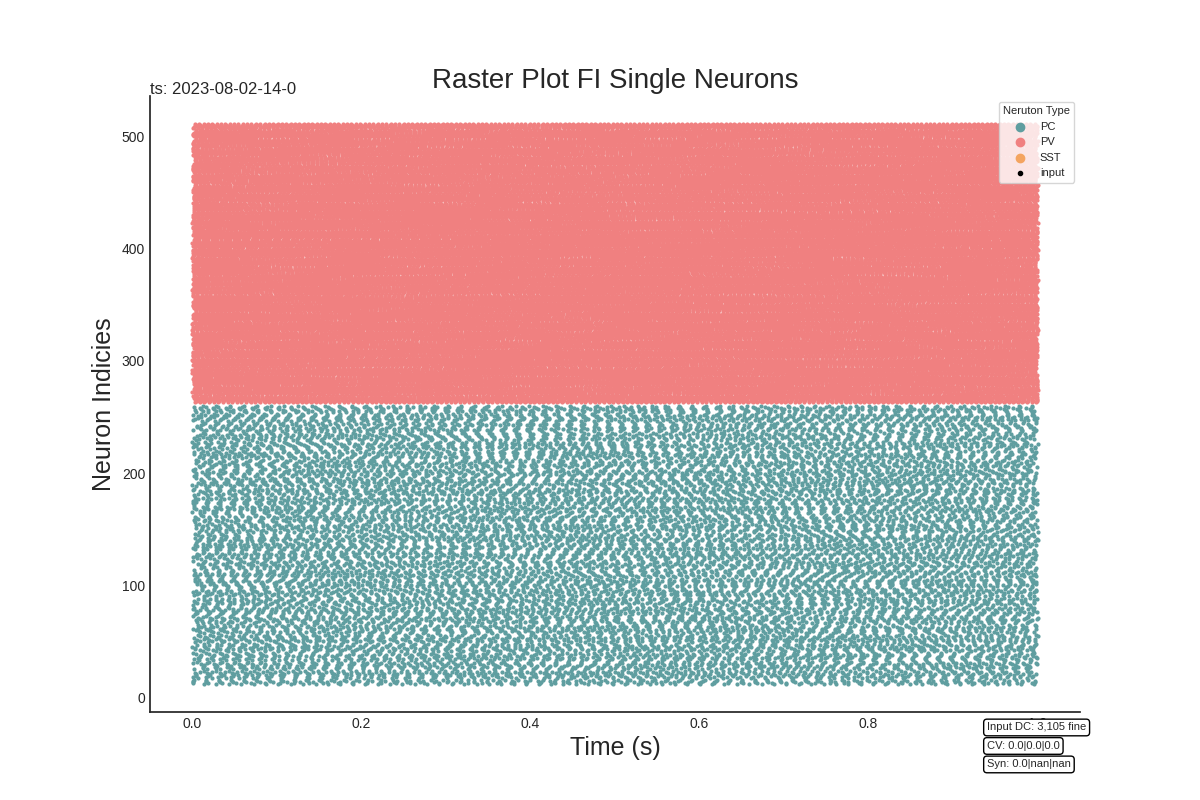 Raster Plot FI Single Neurons
ts: 2023-08-02-14-0
Neruton Type
PC
PV
SST
input
500
400
300
200
100
0
Neuron Indicies
0.0 0.2 0.4 0.6 0.8
Time (s)
Input DC: 3,105 fine
CV: 0.0|0.0|0.0
Syn: 0.0|nan|nan